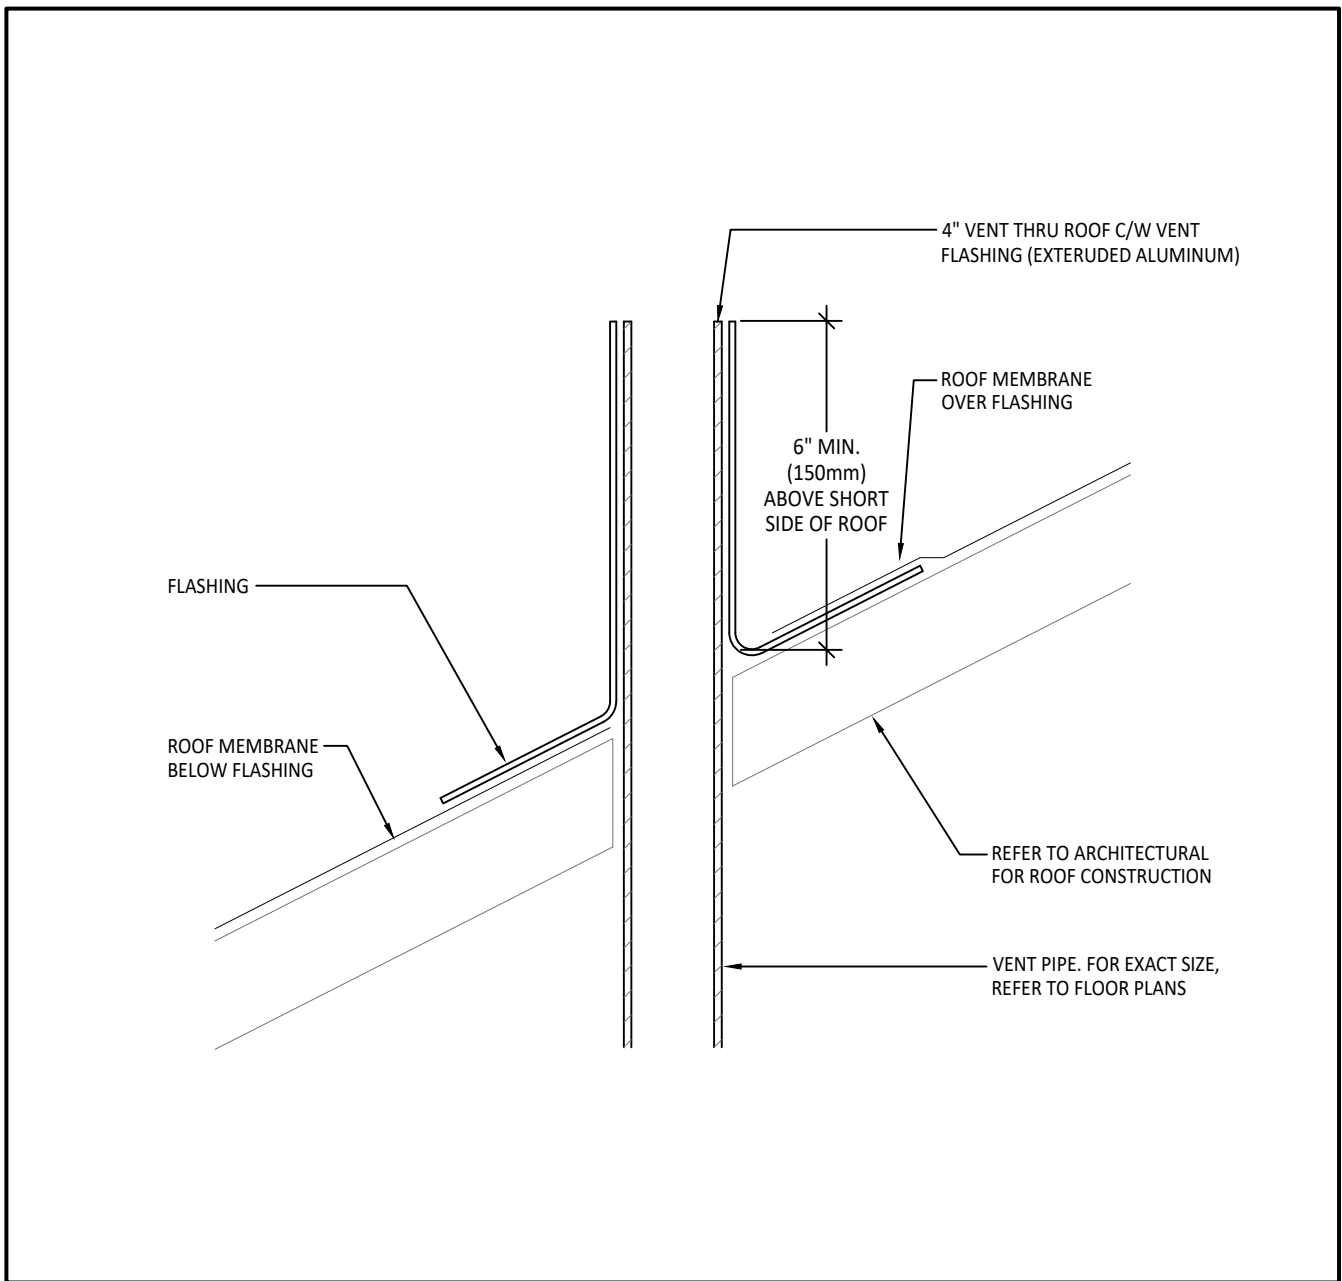 4" VENT THRU ROOF C/W VENT
FLASHING (EXTERUDED ALUMINUM)
ROOF MEMBRANE
OVER FLASHING
6" MIN.
(150mm)
ABOVE SHORT
SIDE OF ROOF
FLASHING
ROOF MEMBRANE
BELOW FLASHING
REFER TO ARCHITECTURAL
FOR ROOF CONSTRUCTION
VENT PIPE. FOR EXACT SIZE,
REFER TO FLOOR PLANS